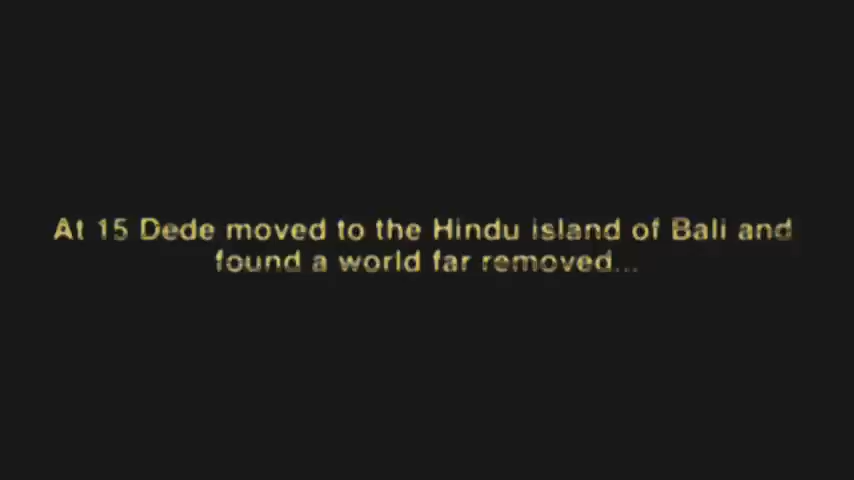 At 15 Dede moved to the Hindu island of Bali and
found a world far removed...